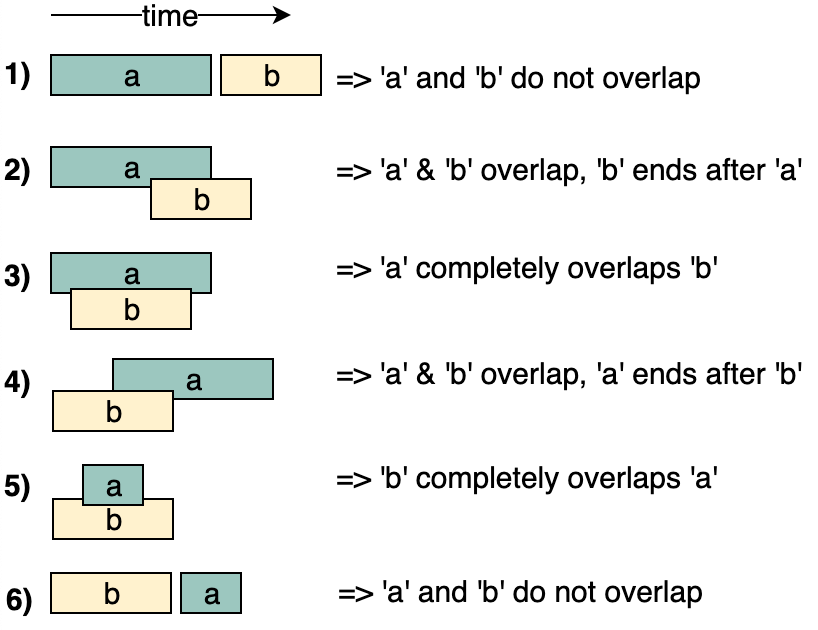 time
1) a b => 'a' and 'b' do not overlap
2) a => 'a' & 'b' overlap, 'b' ends after 'a'
b
3) a => 'a' completely overlaps 'b'
b
4) a => 'a' & 'b' overlap, 'a' ends after 'b'
b
5) a => 'b' completely overlaps 'a'
b
6) b a => 'a' and 'b' do not overlap